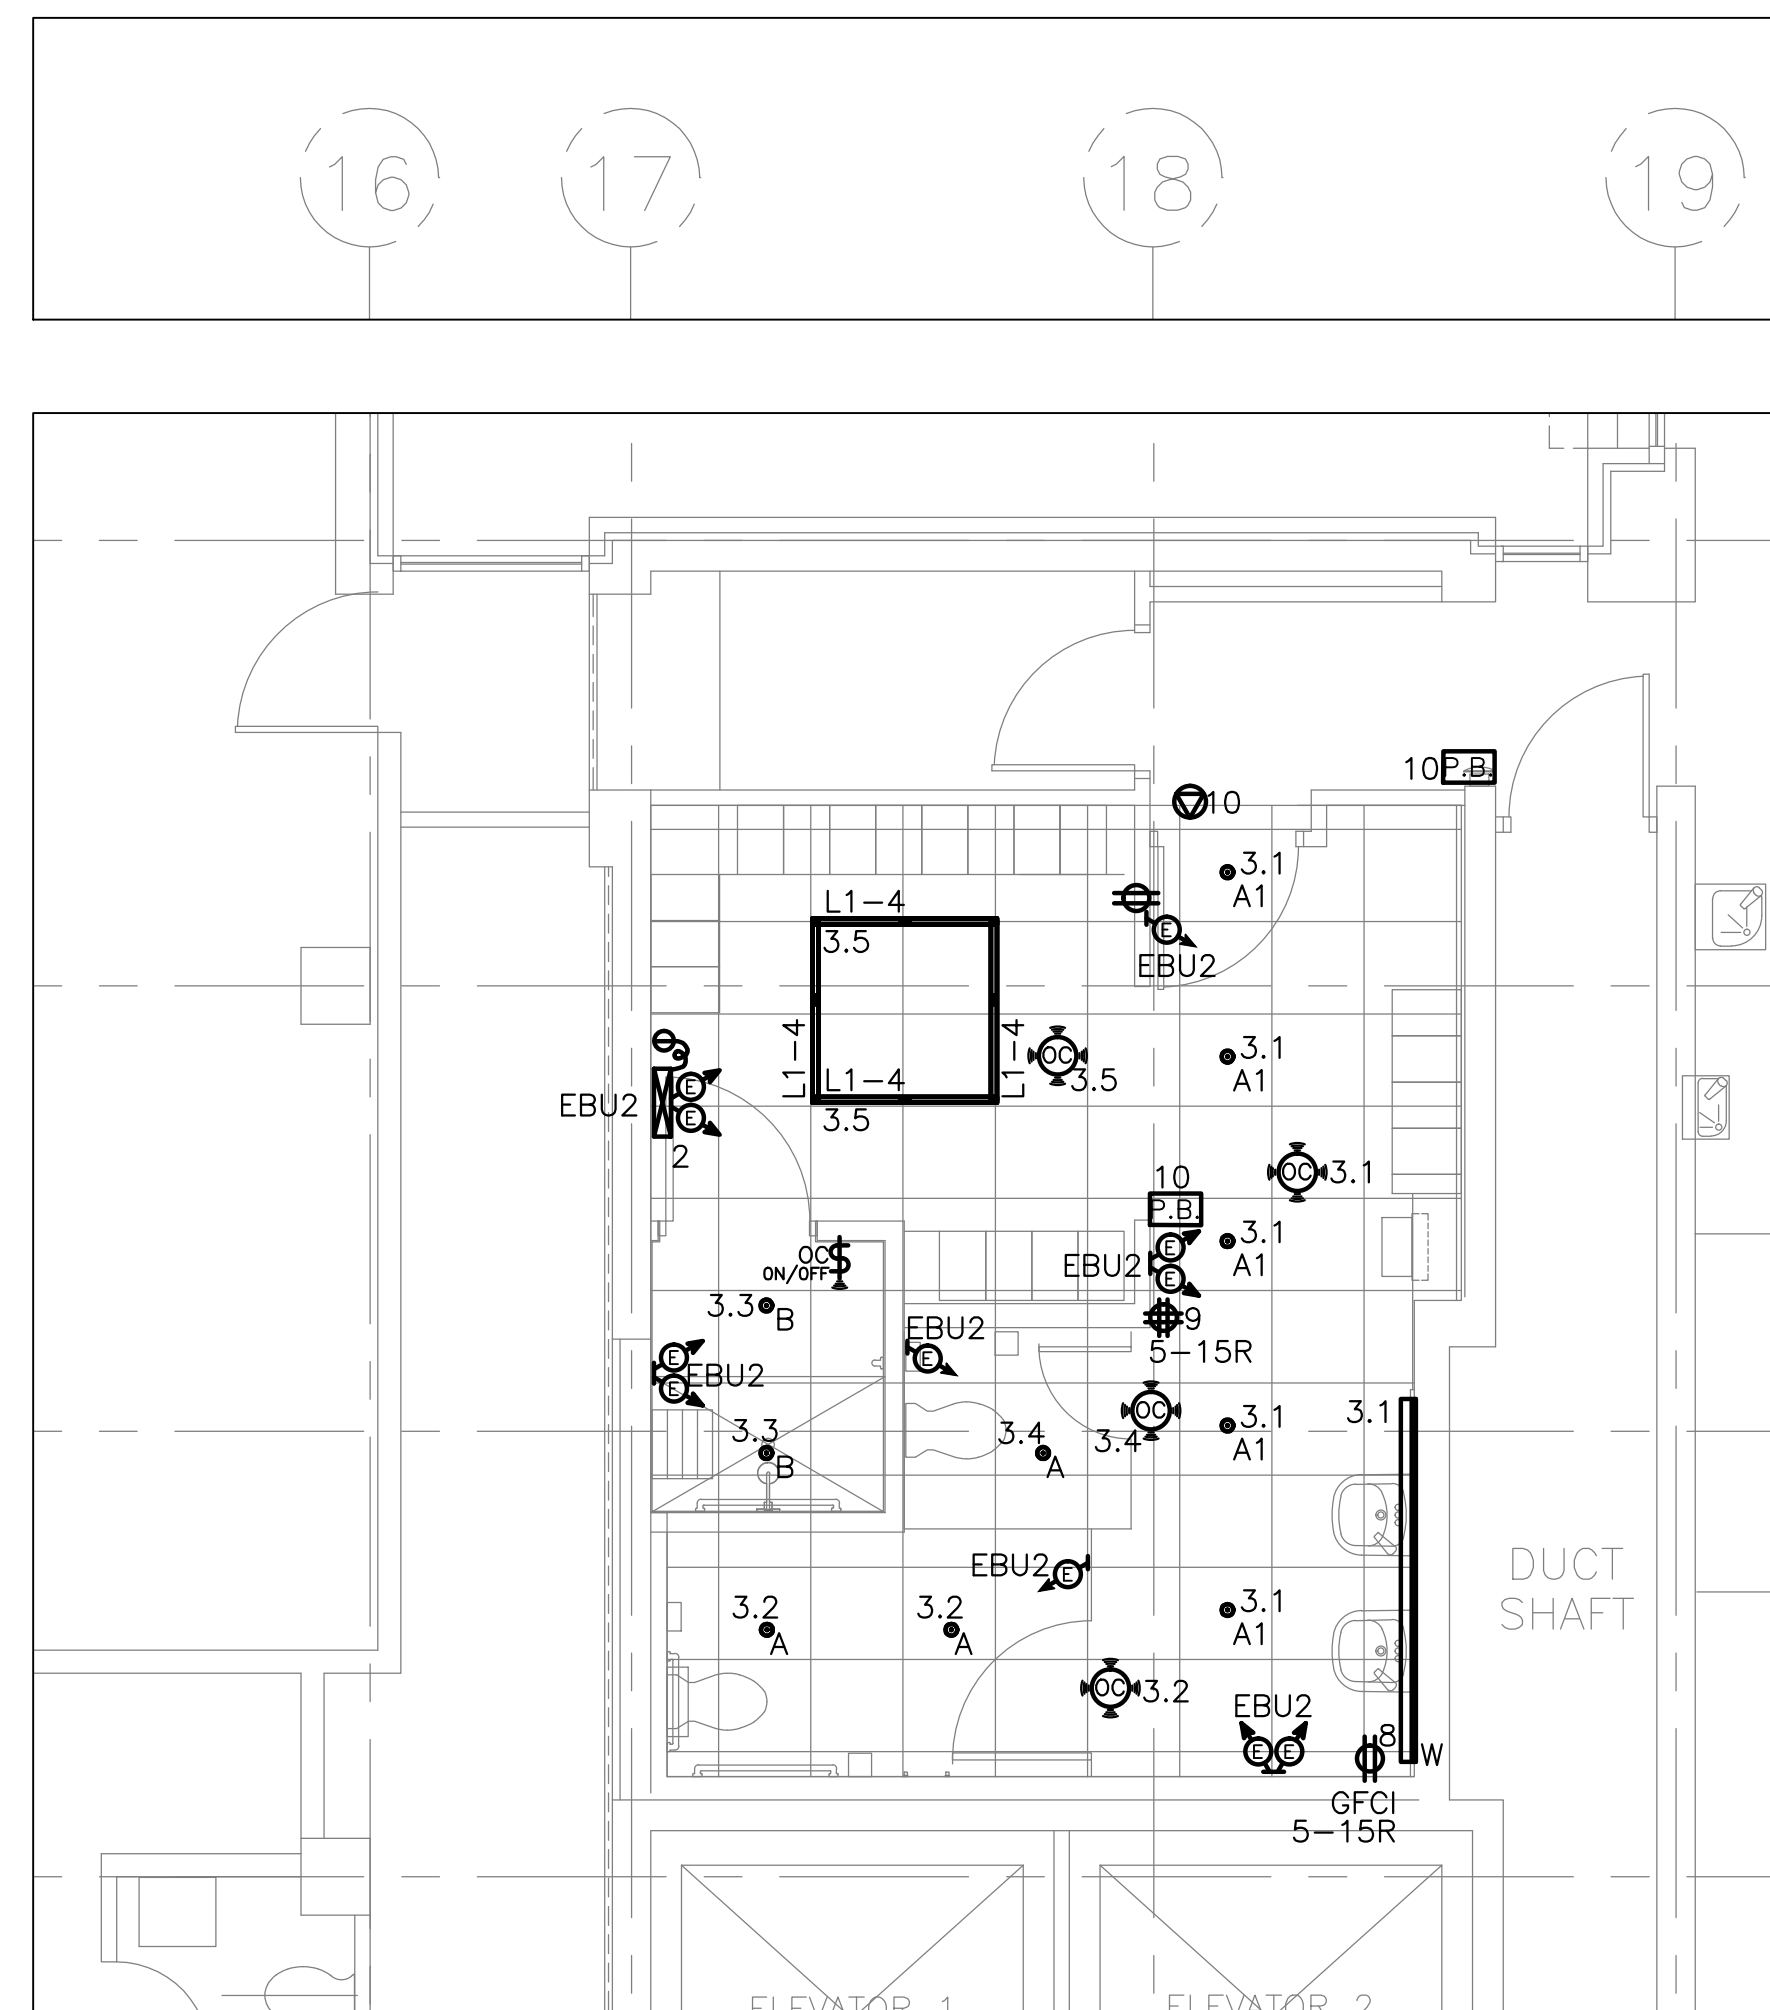 16
17
18
19
10 P.B.
10
3.1
A1
L1-4
3.5
E
EBU2
L1-4
L1-4
3.1
A1
OC
3.5
E
L1-4
EBU2
E
3.5
2
OC
3.1
10
P.B.
3.1
A1
E
EBU2
E
OC
ON/OFF
3.3
B
9
5-15R
EBU2
E
E
EBU2
E
3.1
OC
3.4
3.1
A1
3.3
B
3.4
A
DUCT
SHAFT
EBU2
E
3.2
A
3.2
A
3.1
A1
OC
3.2
EBU2
E
E
8
W
GFCI
5-15R
ELEVATOR 1
ELEVATOR 2